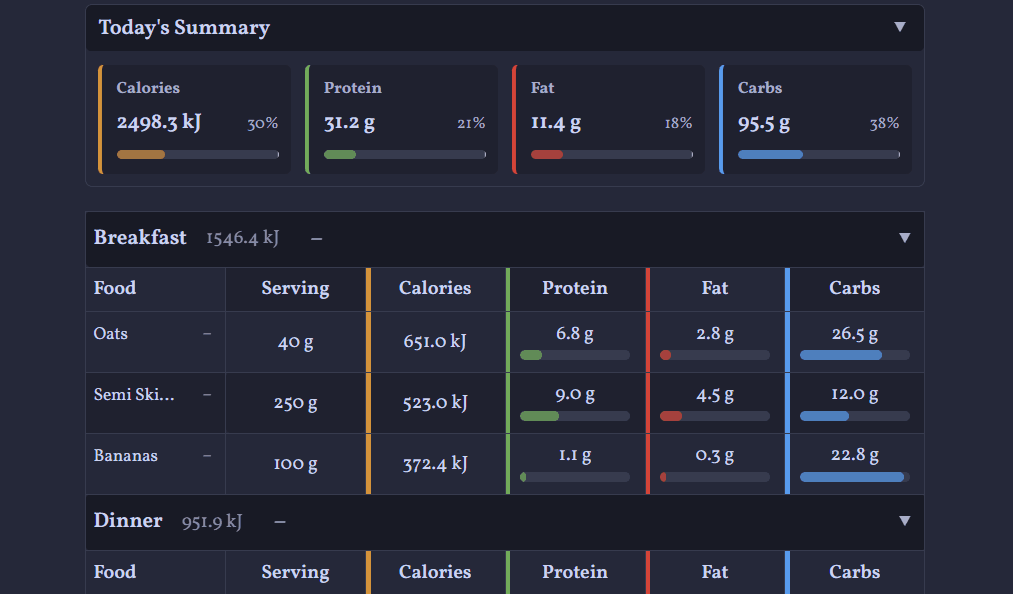 Today's Summary ▼
Calories Protein Fat Carbs
2498.3 kJ 30% 31.2 g 21% 11.4 g 18% 95.5 g 38%
Breakfast 1546.4 kJ – ▼
Food Serving Calories Protein Fat Carbs
Oats – 40 g 651.0 kJ 6.8 g 2.8 g 26.5 g
Semi Ski... – 250 g 523.0 kJ 9.0 g 4.5 g 12.0 g
Bananas – 100 g 372.4 kJ 1.1 g 0.3 g 22.8 g
Dinner 951.9 kJ – ▼
Food Serving Calories Protein Fat Carbs